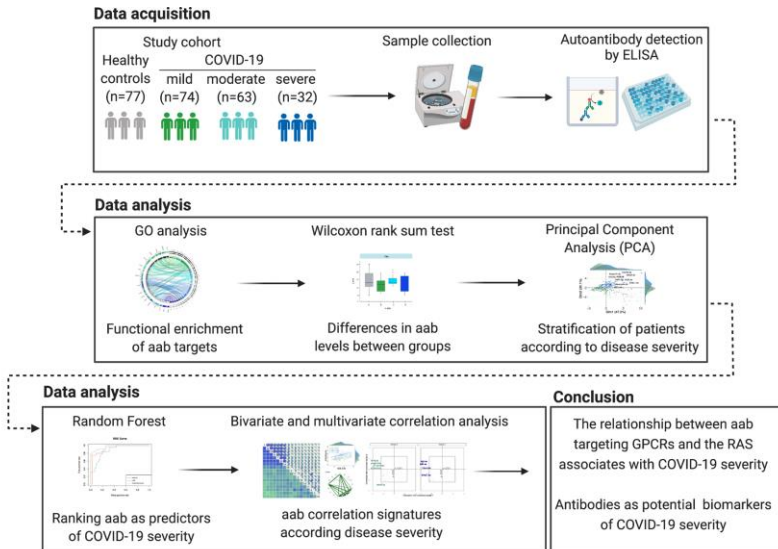 Data acquisition
Study cohort
Healthy controls (n=77)
COVID-19
mild (n=74)
moderate (n=63)
severe (n=32)
Sample collection
Autoantibody detection
by ELISA
Data analysis
GO analysis
Functional enrichment
of aab targets
Wilcoxon rank sum test
Differences in aab
levels between groups
Principal Component
Analysis (PCA)
Stratification of patients
according to disease severity
Data analysis
Random Forest
Ranking aab as predictors
of COVID-19 severity
Bivariate and multivariate correlation analysis
aab correlation signatures
according disease severity
Conclusion
The relationship between aab
targeting GPCRs and the RAS
associates with COVID-19 severity
Antibodies as potential biomarkers
of COVID-19 severity